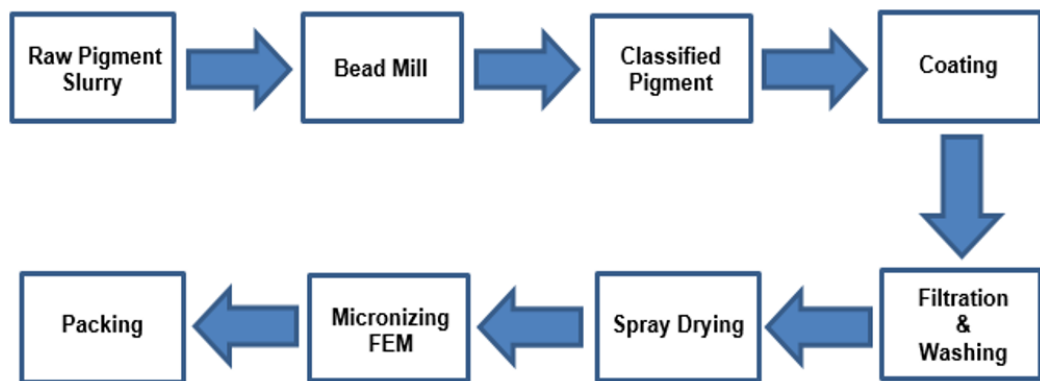 Raw Pigment
Slurry
Bead Mill
Classified
Pigment
Coating
Filtration
&
Washing
Spray Drying
Micronizing
FEM
Packing